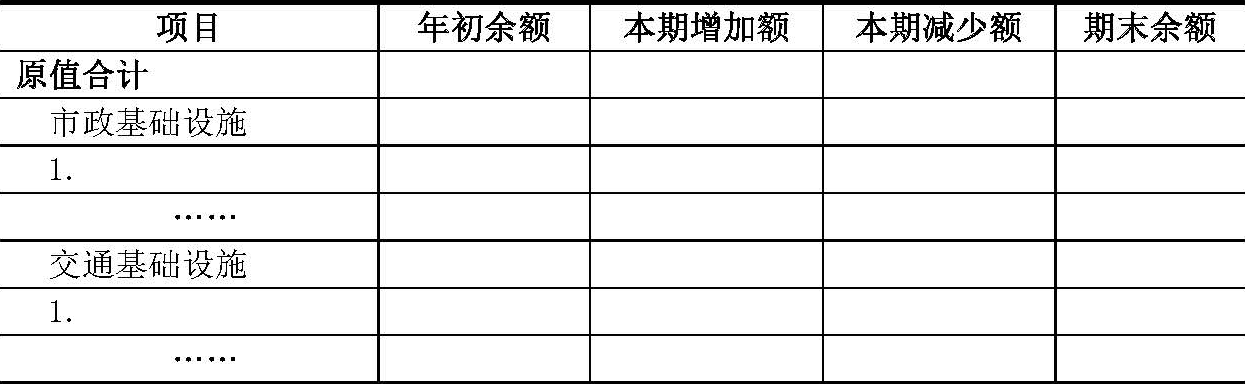 项目 年初余额 本期增加额 本期减少额 期末余额
原值合计
市政基础设施
1.
……
交通基础设施
1.
……